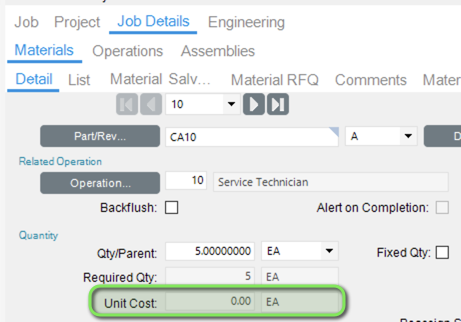 Job Project Job Details Engineering
Materials Operations Assemblies
Detail List Material Salv... Material RFQ Comments Mater
10
Part/Rev... CA10 A D
Related Operation
Operation... 10 Service Technician
Backflush: Alert on Completion:
Quantity
Qty/Parent: 5.00000000 EA Fixed Qty:
Required Qty: 5 EA
Unit Cost: 0.00 EA